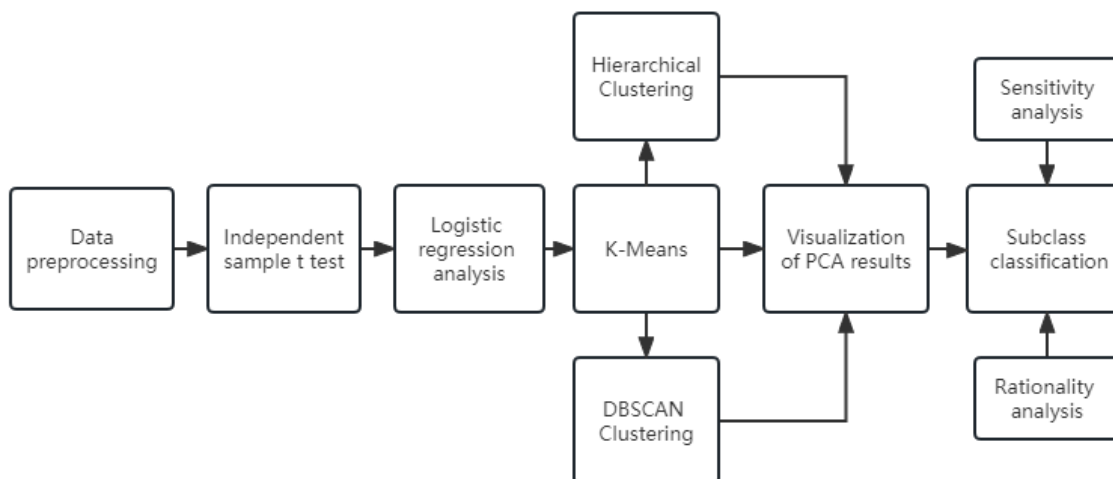 Data
preprocessing
Independent
sample t test
Logistic
regression
analysis
Hierarchical
Clustering
K-Means
DBSCAN
Clustering
Visualization
of PCA results
Sensitivity
analysis
Subclass
classification
Rationality
analysis